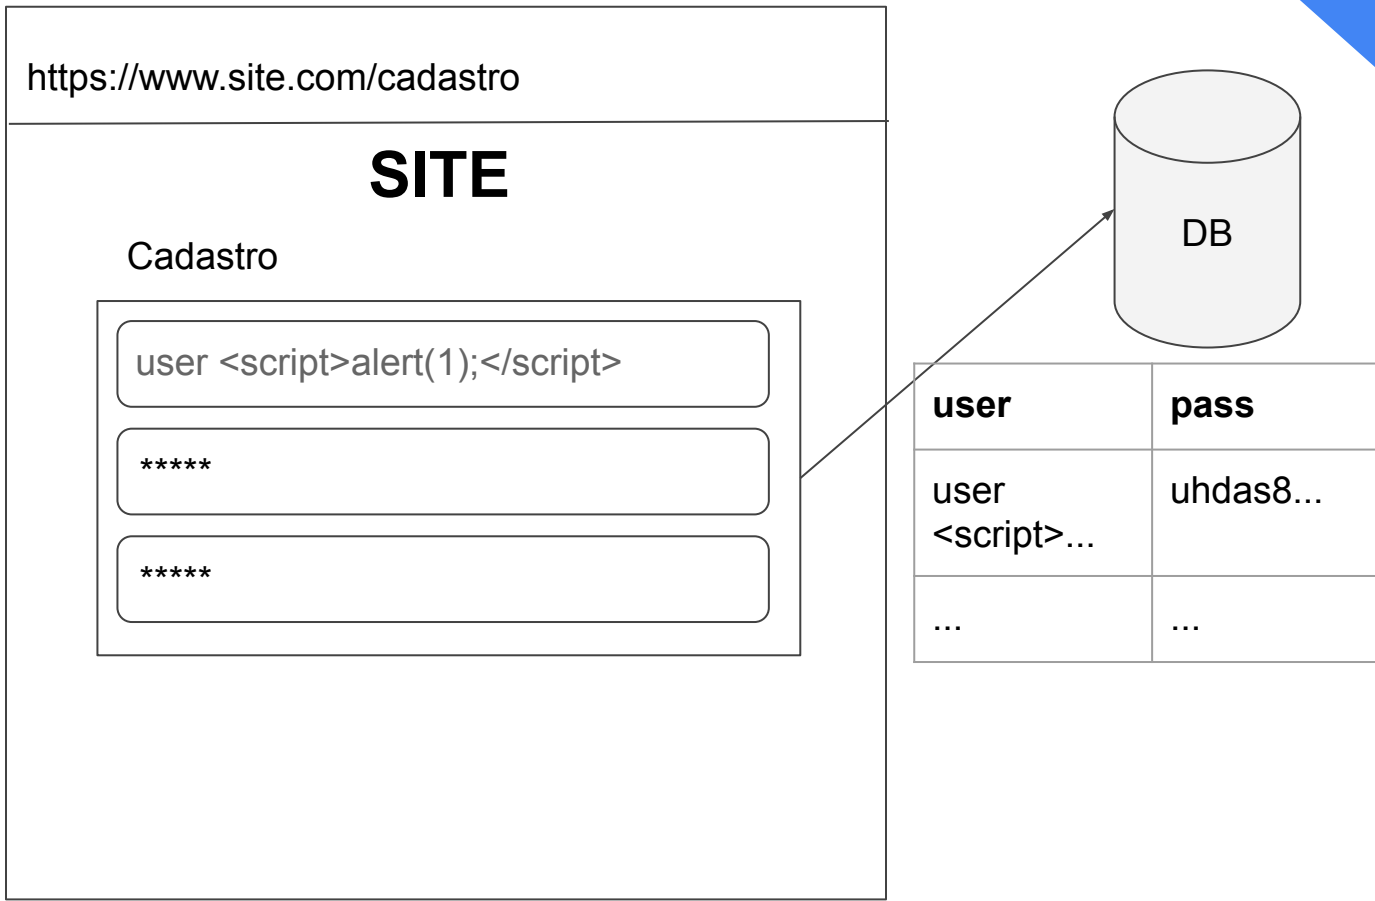 https://www.site.com/cadastro
SITE
Cadastro
user <script>alert(1);</script>
*****
*****
DB
user pass
user uhdas8...
<script>...
... ...